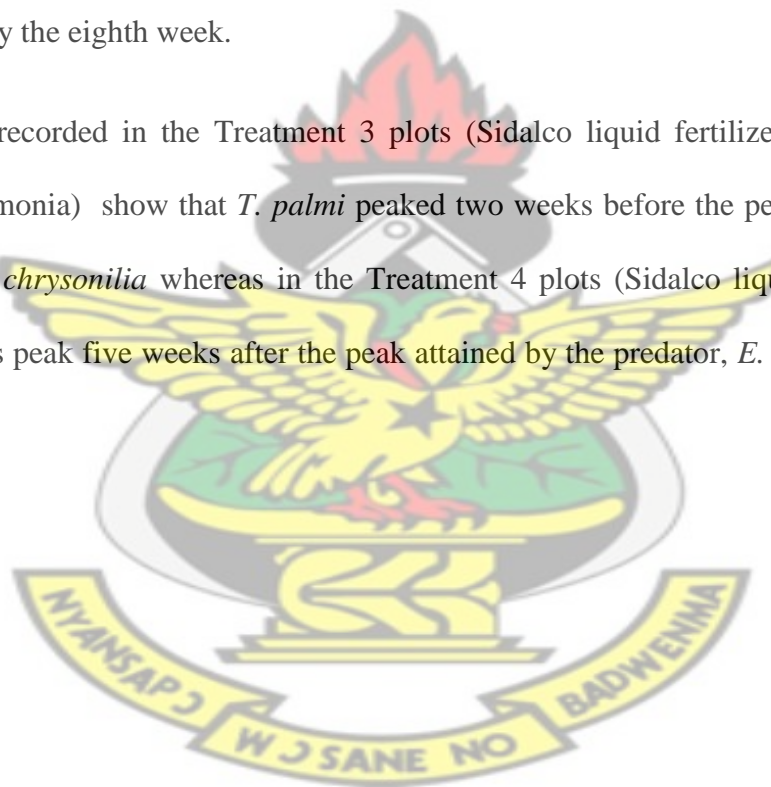 y the eighth week.
recorded in the Treatment 3 plots (Sidalco liquid fertilize
monia) show that T. palmi peaked two weeks before the pe
chrysonilia whereas in the Treatment 4 plots (Sidalco liqu
s peak five weeks after the peak attained by the predator, E.
NYANSAPƆ WƆSANE NO BADWENMA